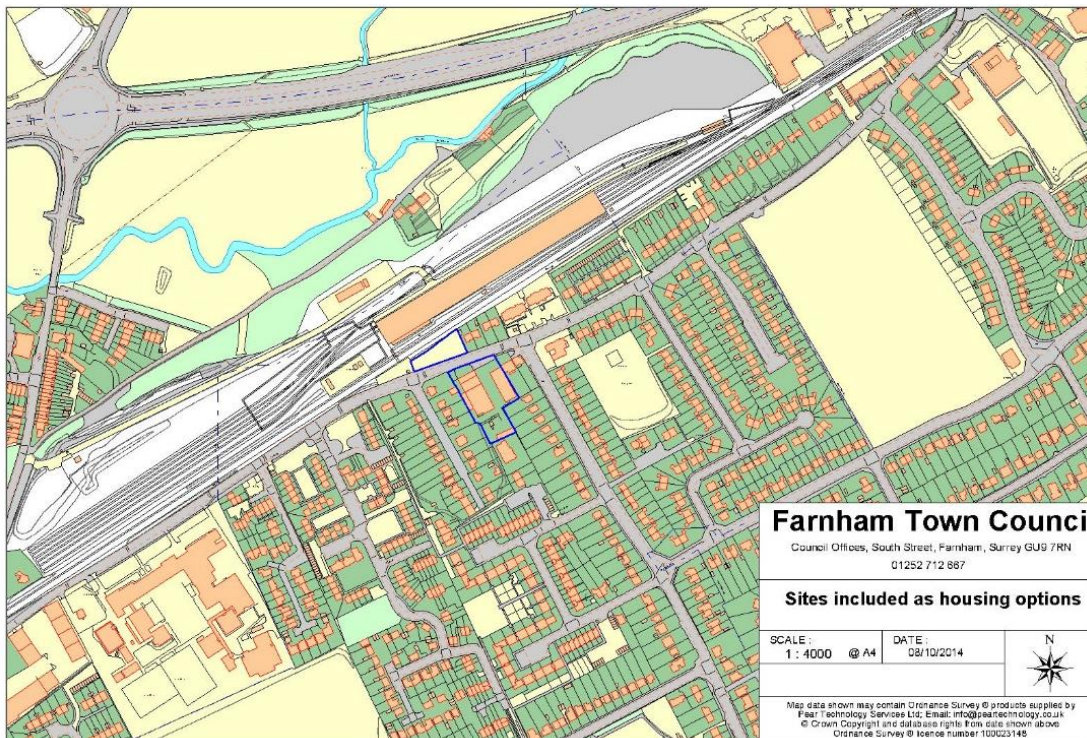 Farnham Town Counci
Council Offices, South Street, Farnham, Surrey GU9 7RN
01252 712 667
Sites included as housing options
SCALE :
1 : 4000 @ A4
DATE :
08/10/2014
N
Map data shown may contain Ordnance Survey ® products supplied by
Pear Technology Services Ltd; Email: info@peartechnology.co.uk
© Crown Copyright and database rights from date shown above
Ordnance Survey ® licence number 100023148